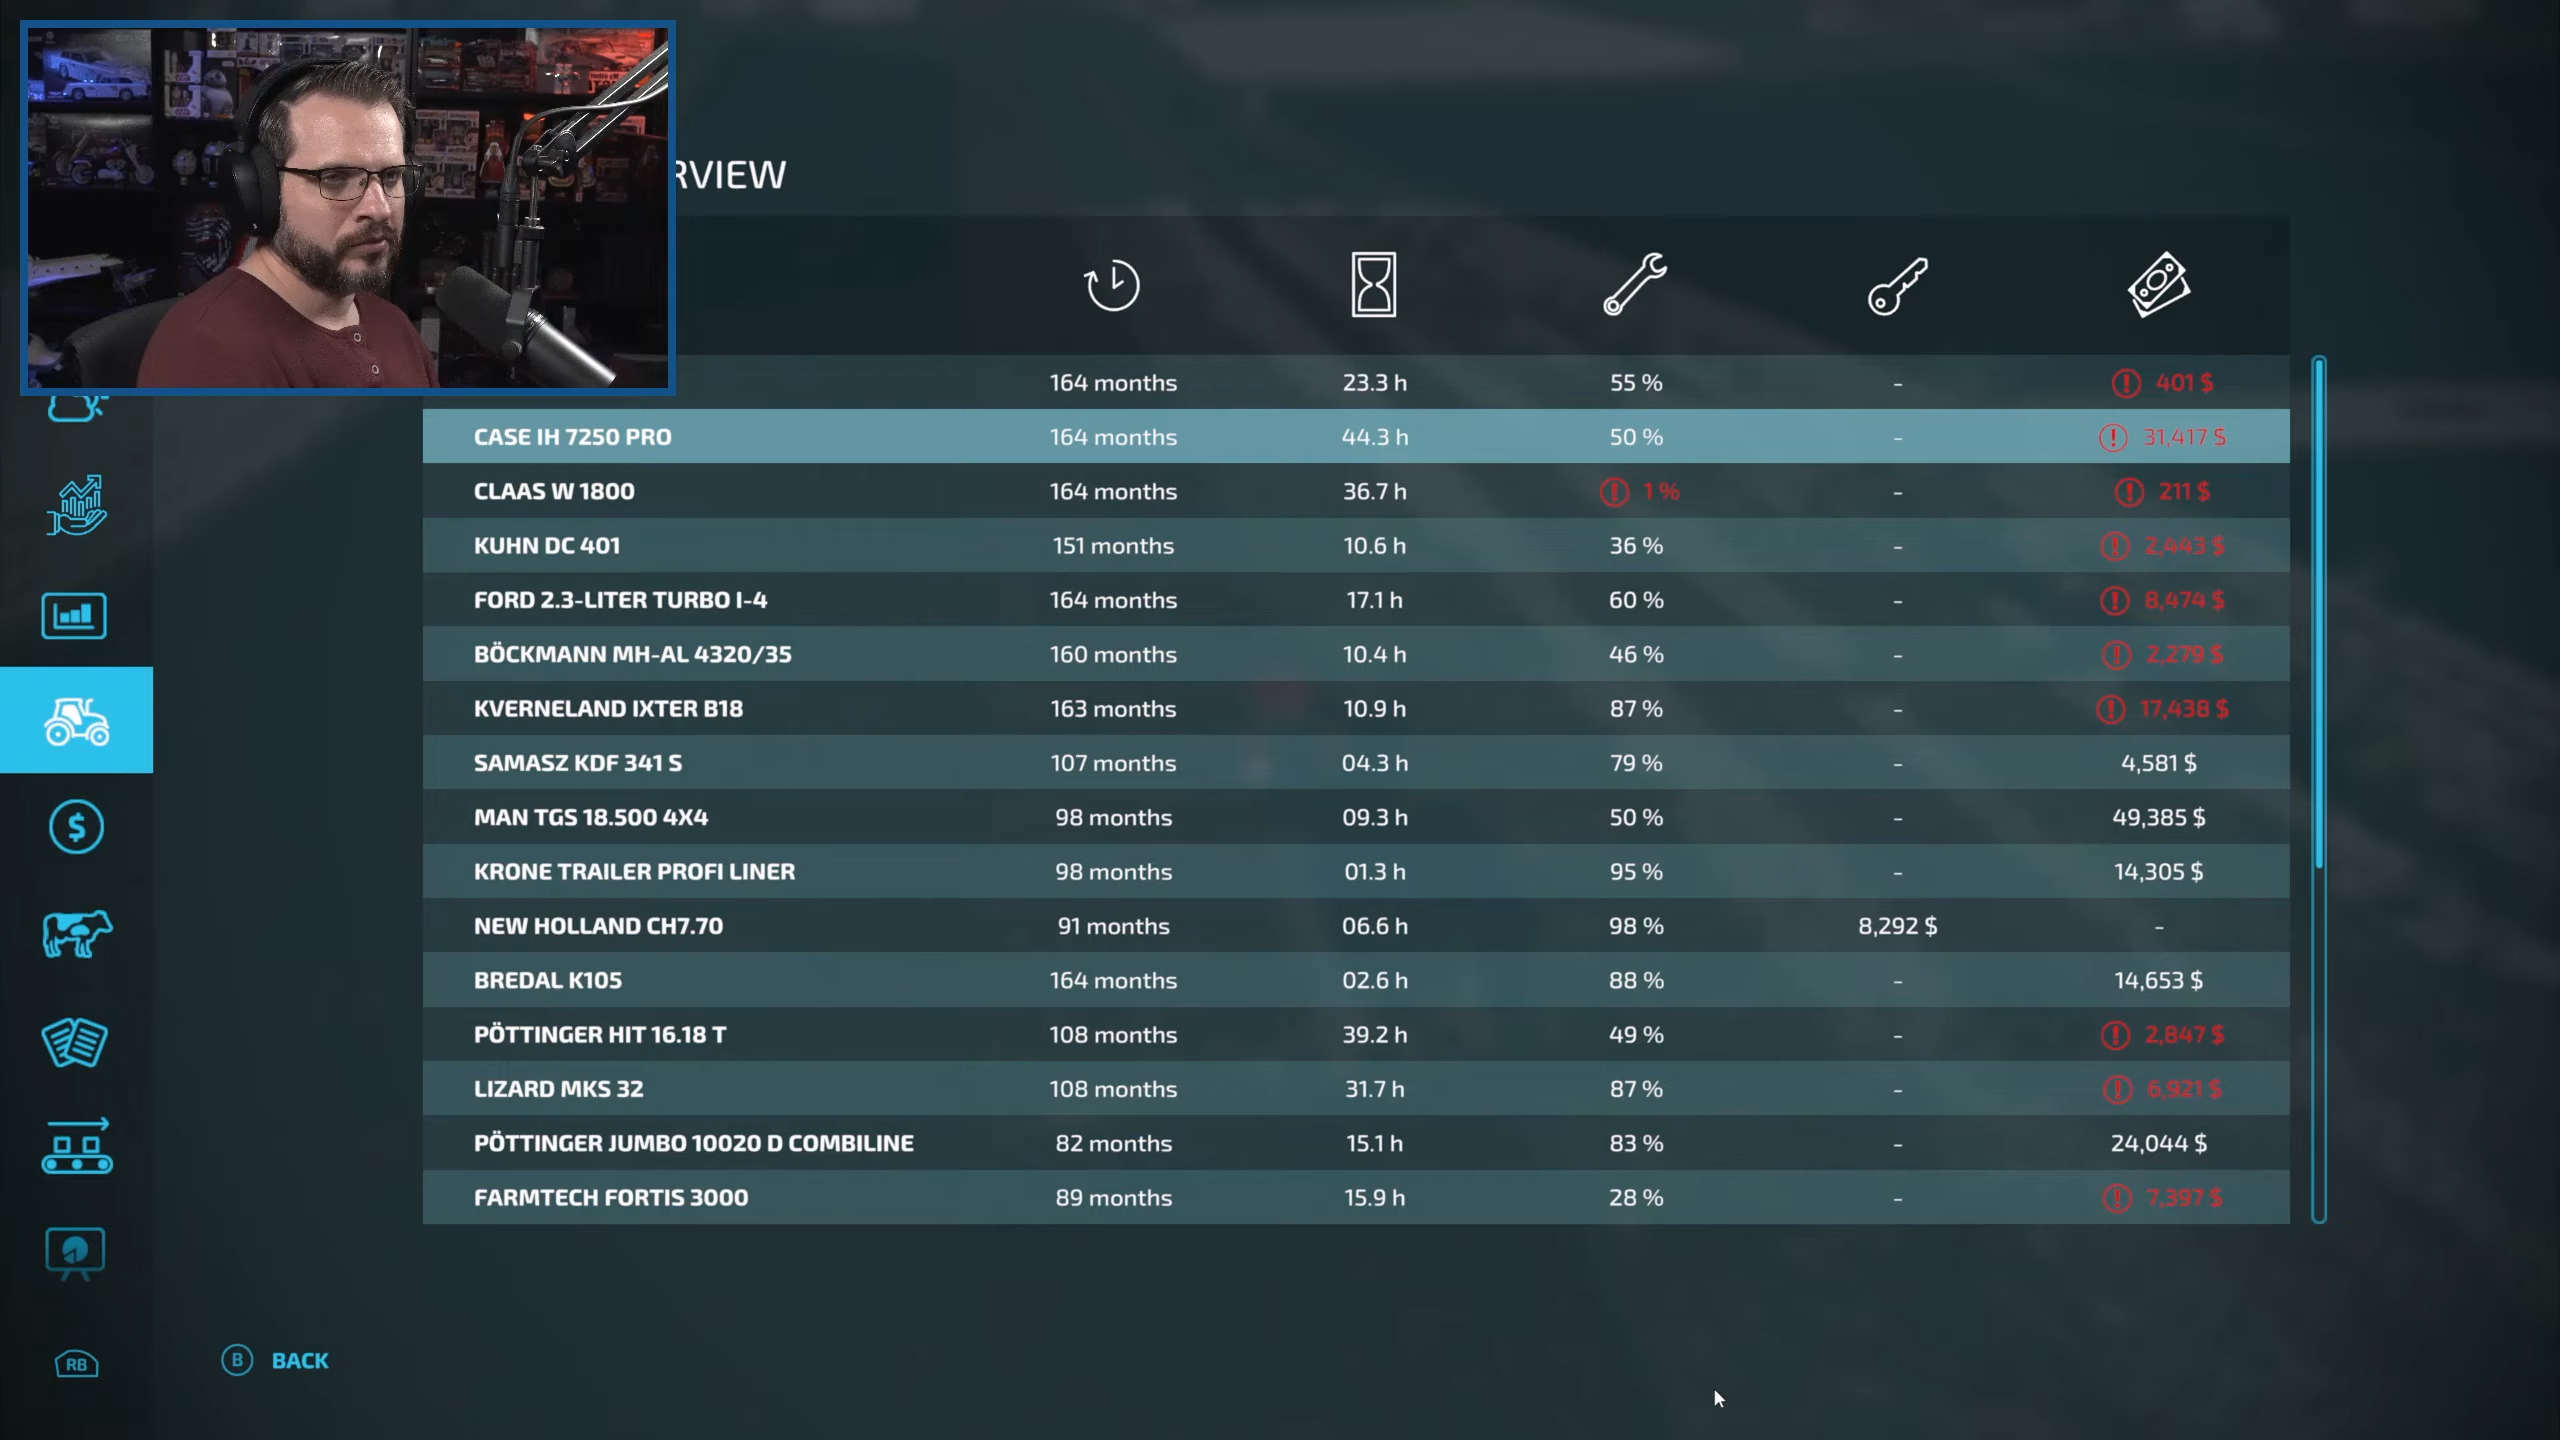 RVIEW
164 months 23.3 h 55 % - 401 $
CASE IH 7250 PRO 164 months 44.3 h 50 % - 31,417 $
CLAAS W 1800 164 months 36.7 h 1 % - 211 $
KUHN DC 401 151 months 10.6 h 36 % - 2,443 $
FORD 2.3-LITER TURBO I-4 164 months 17.1 h 60 % - 8,474 $
BÖCKMANN MH-AL 4320/35 160 months 10.4 h 46 % - 2,279 $
KVERNELAND IXTER B18 163 months 10.9 h 87 % - 17,438 $
SAMASZ KDF 341 S 107 months 04.3 h 79 % - 4,581 $
MAN TGS 18.500 4X4 98 months 09.3 h 50 % - 49,385 $
KRONE TRAILER PROFI LINER 98 months 01.3 h 95 % - 14,305 $
NEW HOLLAND CH7.70 91 months 06.6 h 98 % 8,292 $ -
BREDAL K105 164 months 02.6 h 88 % - 14,653 $
PÖTTINGER HIT 16.18 T 108 months 39.2 h 49 % - 2,847 $
LIZARD MKS 32 108 months 31.7 h 87 % - 6,921 $
PÖTTINGER JUMBO 10020 D COMBILINE 82 months 15.1 h 83 % - 24,044 $
FARMTECH FORTIS 3000 89 months 15.9 h 28 % - 7,397 $
RB
B BACK